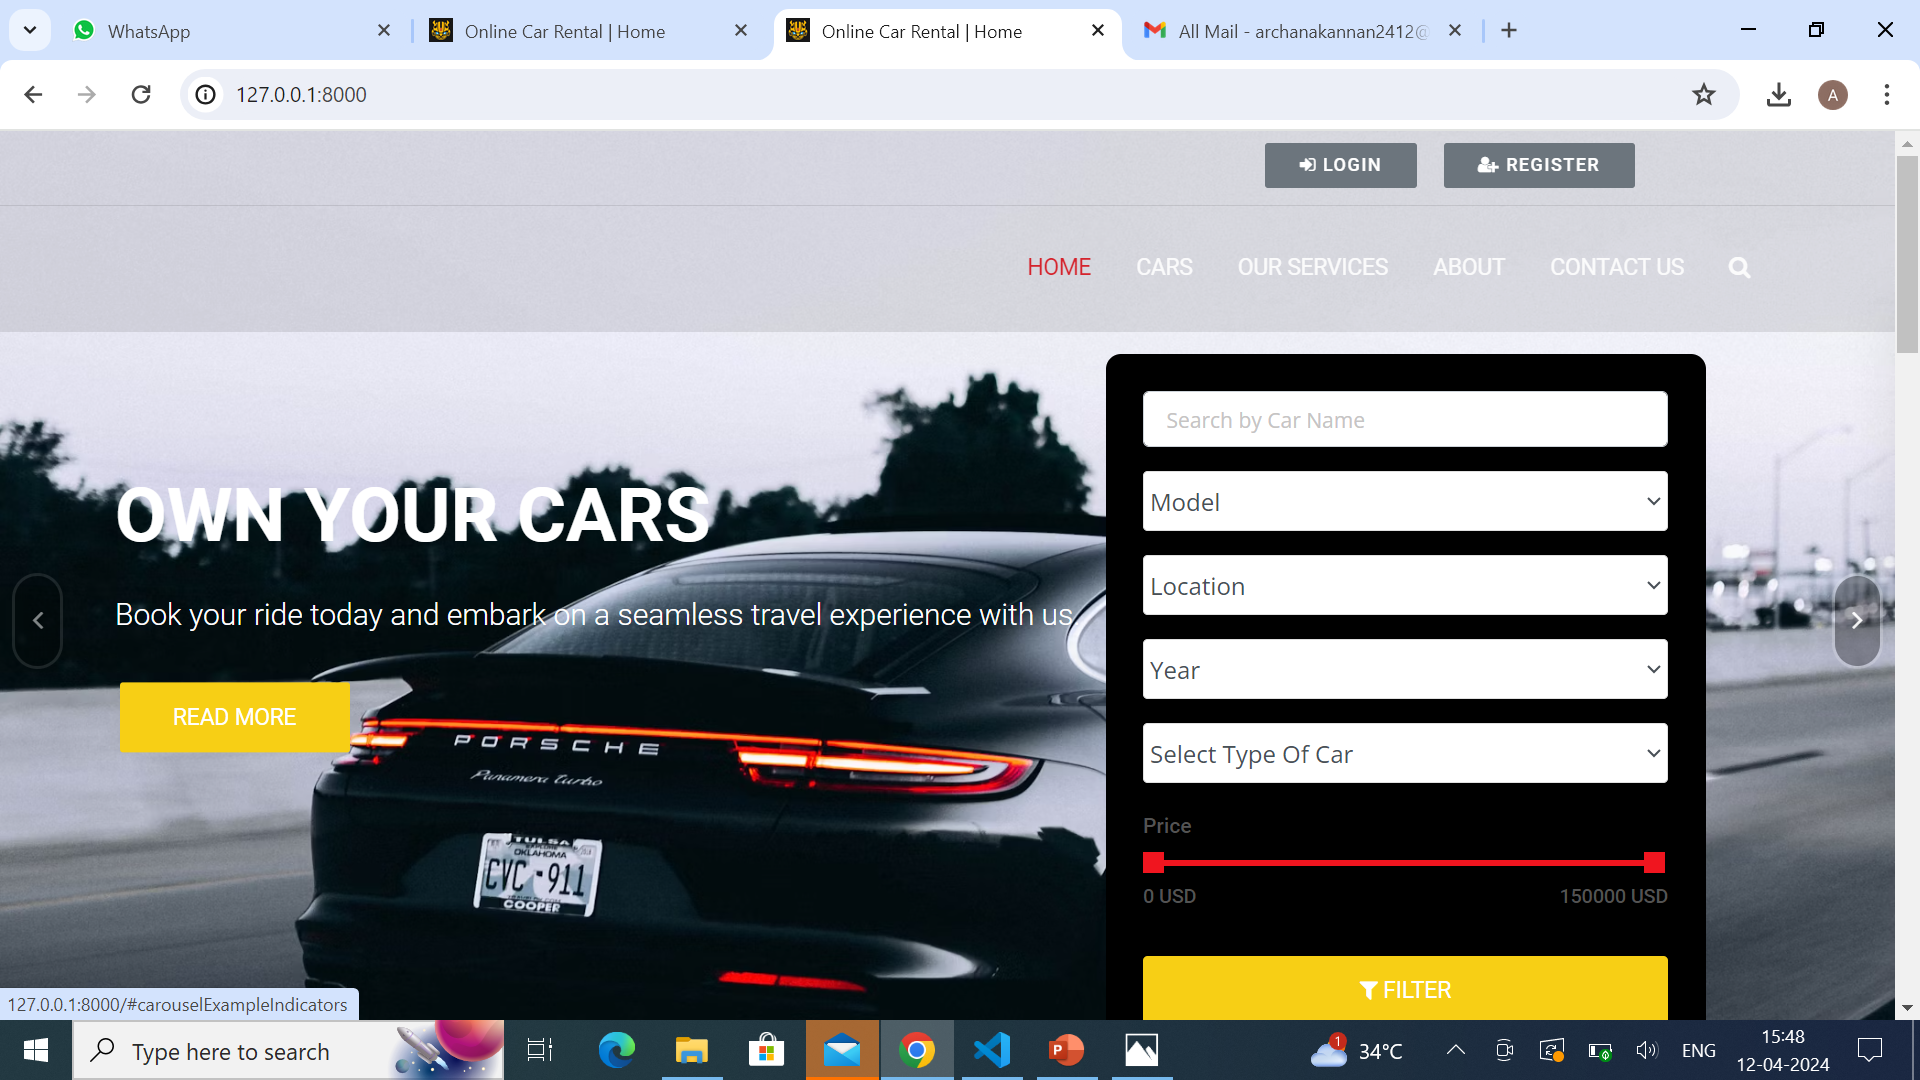 WhatsApp
Online Car Rental | Home
Online Car Rental | Home
All Mail - archanakannan2412@
127.0.0.1:8000
A
LOGIN
REGISTER
HOME
CARS
OUR SERVICES
ABOUT
CONTACT US
OWN YOUR CARS
Book your ride today and embark on a seamless travel experience with us
READ MORE
Search by Car Name
Model
Location
Year
Select Type Of Car
Price
0 USD
150000 USD
FILTER
PORSCHE
Panamera turbo
TULSA
OKLAHOMA
CVC-911
COOPER
127.0.0.1:8000/#carouselExampleIndicators
Type here to search
1
34°C
ENG
15:48
12-04-2024